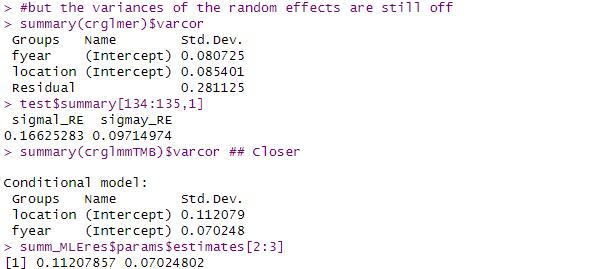 > #but the variances of the random effects are still off
> summary(crglmer)$varcor
Groups Name Std.Dev.
fyear (Intercept) 0.080725
location (Intercept) 0.085401
Residual 0.281125
> test$summary[134:135,1]
sigmal_RE sigmay_RE
0.16625283 0.09714974
> summary(crglmmTMB)$varcor ## Closer
Conditional model:
Groups Name Std.Dev.
location (Intercept) 0.112079
fyear (Intercept) 0.070248
> summ_MLEres$params$estimates[2:3]
[1] 0.11207857 0.07024802